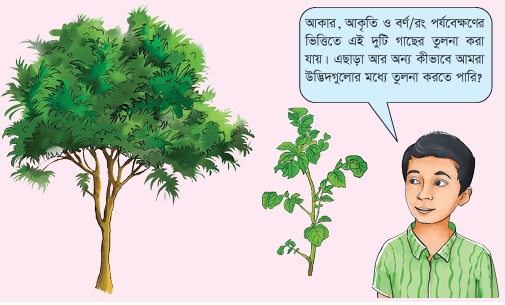 আকার, আকৃতি ও বর্ণ/রং পর্যবেক্ষণের
ভিত্তিতে এই দুটি গাছের তুলনা করা
যায়। এছাড়া আর অন্য কীভাবে আমরা
উদ্ভিদগুলোর মধ্যে তুলনা করতে পারি?